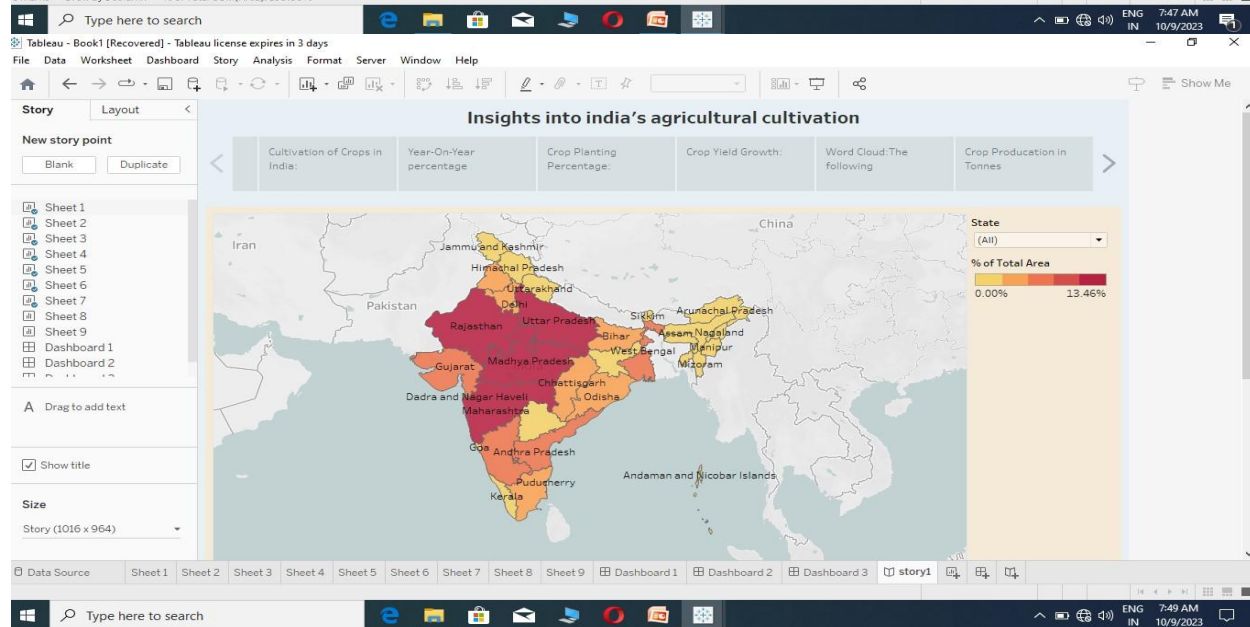 Type here to search
ENG 7:47 AM
IN 10/9/2023
1
Tableau - Book1 [Recovered] - Tableau license expires in 3 days
File Data Worksheet Dashboard Story Analysis Format Server Window Help
Show Me
Story Layout
New story point
Blank Duplicate
Sheet 1
Sheet 2
Sheet 3
Sheet 4
Sheet 5
Sheet 6
Sheet 7
Sheet 8
Sheet 9
Dashboard 1
Dashboard 2
A Drag to add text
Show title
Size
Story (1016 x 964)
Insights into india's agricultural cultivation
Cultivation of Crops in
India:
Year-On-Year
percentage
Crop Planting
Percentage:
Crop Yield Growth:
Word Cloud:The
following
Crop Producation in
Tonnes
Iran
China
Jammu and Kashmir
Himachal Pradesh
Uttarakhand
Pakistan
Delhi
Sikkim
Arunachal Pradesh
Rajasthan
Uttar Pradesh
Bihar
Assam Nagaland
West Bengal
Manipur
Gujarat
Madhya Pradesh
Mizoram
Chhattisgarh
Dadra and Nagar Haveli
Odisha
Maharashtra
Goa
Andhra Pradesh
Andaman and Nicobar Islands
Puducherry
Kerala
State
(All)
% of Total Area
0.00% 13.46%
Data Source Sheet 1 Sheet 2 Sheet 3 Sheet 4 Sheet 5 Sheet 6 Sheet 7 Sheet 8 Sheet 9 Dashboard 1 Dashboard 2 Dashboard 3 story1
Type here to search
ENG 7:49 AM
IN 10/9/2023